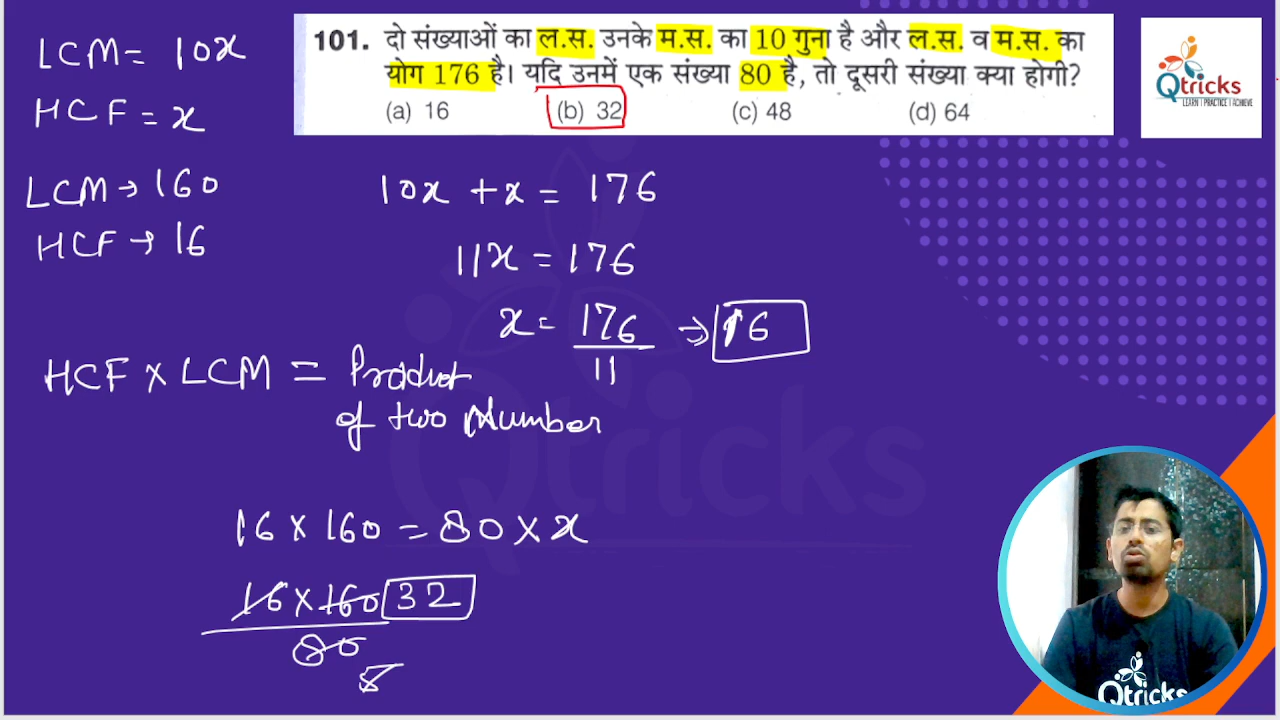 LCM = 10x
HCF = x
LCM → 160
HCF → 16
101. दो संख्याओं का ल.स. उनके म.स. का 10 गुना है और ल.स. व म.स. का
योग 176 है। यदि उनमें एक संख्या 80 है, तो दूसरी संख्या क्या होगी?
(a) 16 (b) 32 (c) 48 (d) 64
Qtricks
LEARN | PRACTICE | ACHIEVE
10x + x = 176
11x = 176
x = 176/11 ⇒ 16
HCF x LCM = Product
of two Number
Qtricks
16 x 160 = 80 x x
16 x 160 32
80
8
Qtricks